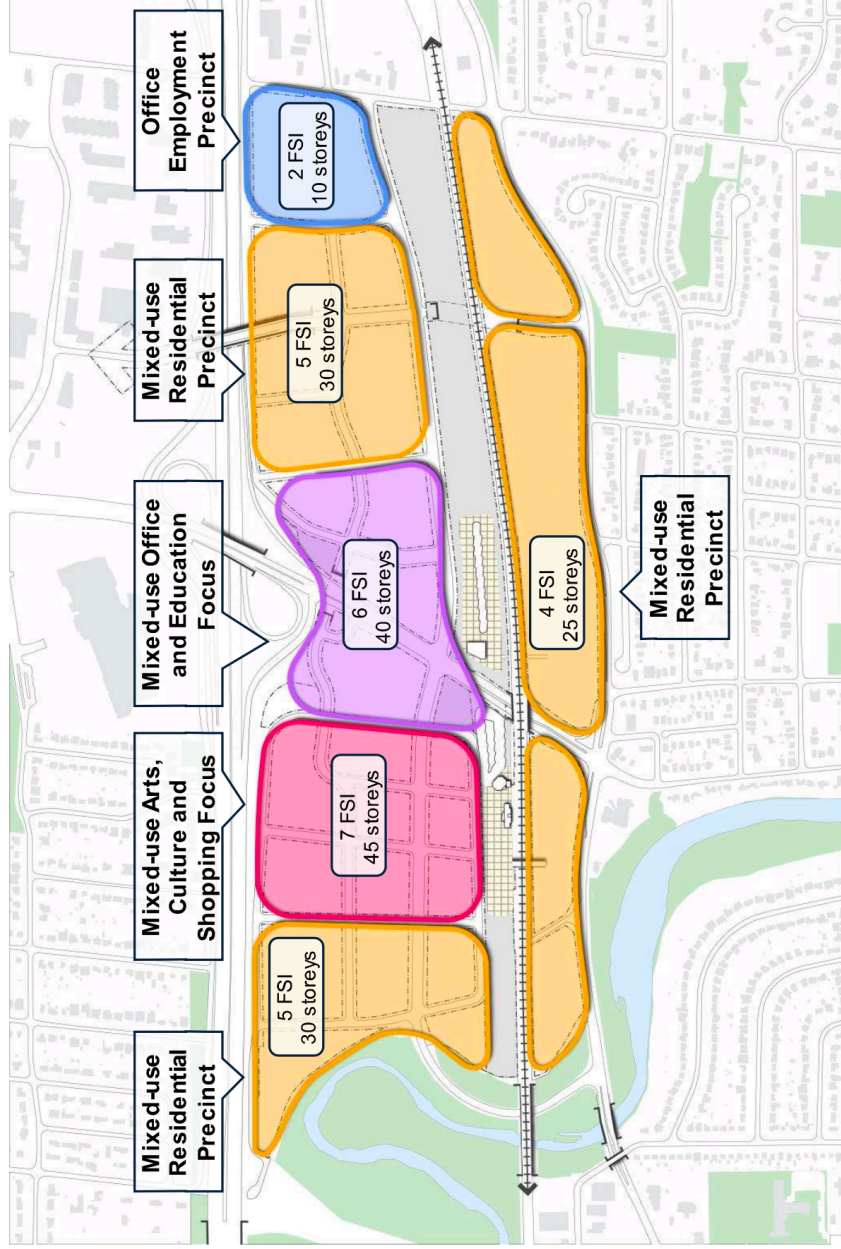 Mixed-use
Residential
Precinct
Mixed-use Arts,
Culture and
Shopping Focus
Mixed-use Office
and Education
Focus
Mixed-use
Residential
Precinct
Office
Employment
Precinct
5 FSI
30 storeys
7 FSI
45 storeys
6 FSI
40 storeys
5 FSI
30 storeys
2 FSI
10 storeys
4 FSI
25 storeys
Mixed-use
Residential
Precinct